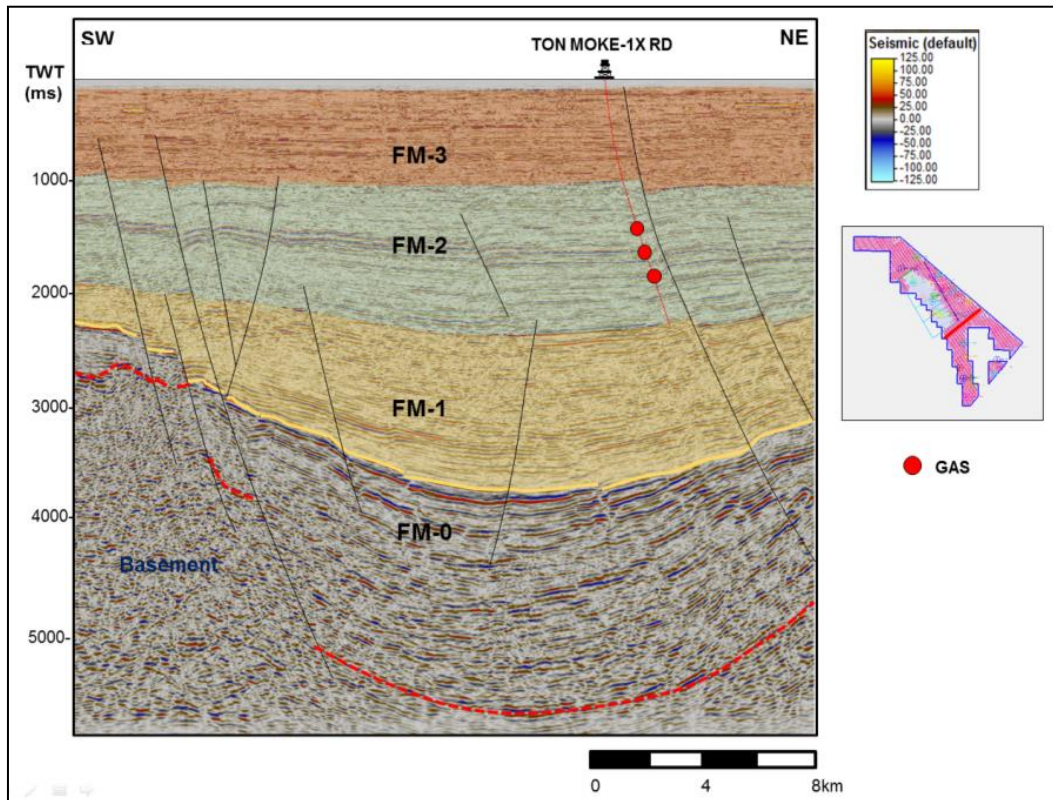 SW
TON MOKE-1X RD
NE
TWT
(ms)
Seismic (default)
125.00
100.00
75.00
50.00
25.00
0.00
-25.00
-50.00
-75.00
-100.00
-125.00
FM-3
1000-
FM-2
2000-
3000-
FM-1
GAS
4000-
FM-0
Basement
5000-
0 4 8km